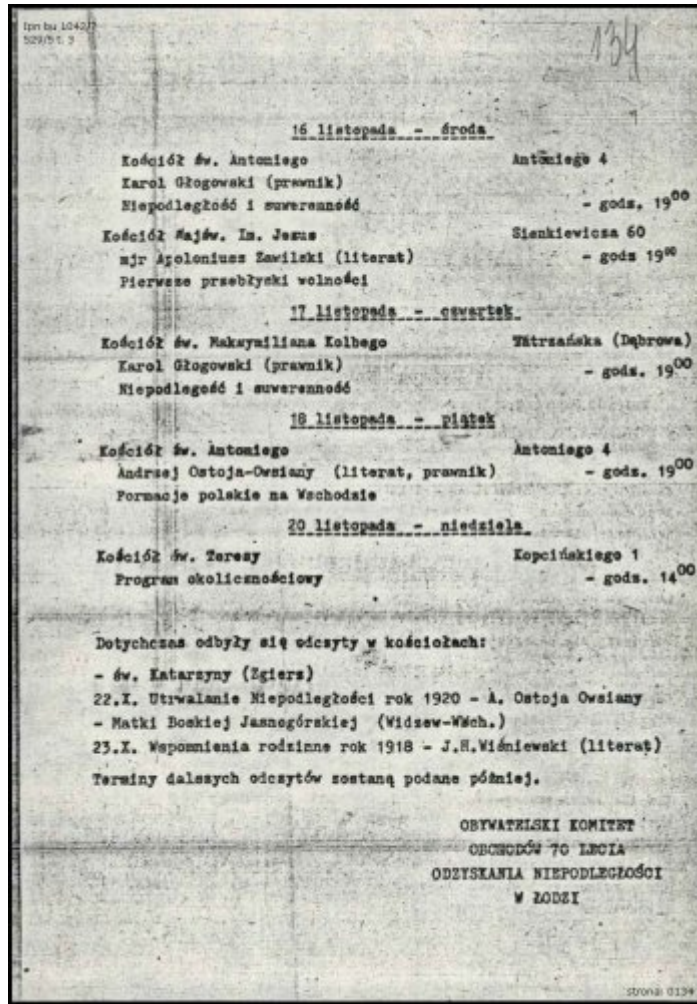 ipn bu 1042/7
529/5 t. 3
134
16 listopada - środa
Kościół św. Antoniego Antoniego 4
Karol Głogowski (prawnik)
Niepodległość i suwerenność - godz. 19⁰⁰
Kościół Najśw. Im. Jezus Sienkiewicza 60
mjr Apoloniusz Zawilski (literat) - godz 19⁰⁰
Pierwsze przebłyski wolności
17 listopada - czwartek
Kościół św. Maksymiliana Kolbego Tatrzańska (Dąbrowa)
Karol Głogowski (prawnik) - godz. 19⁰⁰
Niepodlegość i suwerenność
18 listopada - piątek
Kościół św. Antoniego Antoniego 4
Andrzej Ostoja-Owsiany (literat, prawnik) - godz. 19⁰⁰
Formacje polskie na Wschodzie
20 listopada - niedziela
Kościół św. Teresy Kopcińskiego 1
Program okolicznościowy - godz. 14⁰⁰
Dotychczas odbyły się odczyty w kościołach:
- św. Katarzyny (Zgierz)
22.X. Utrwalanie Niepodległości rok 1920 - A. Ostoja Owsiany
- Matki Boskiej Jasnogórskiej (Widzew-Wsch.)
23.X. Wspomnienia rodzinne rok 1918 - J.H.Wiśniewski (literat)
Terminy dalszych odczytów zostaną podane później.
OBYWATELSKI KOMITET
OBCHODÓW 70 LECIA
ODZYSKANIA NIEPODLEGŁOŚCI
W ŁODZI
strona: 0134